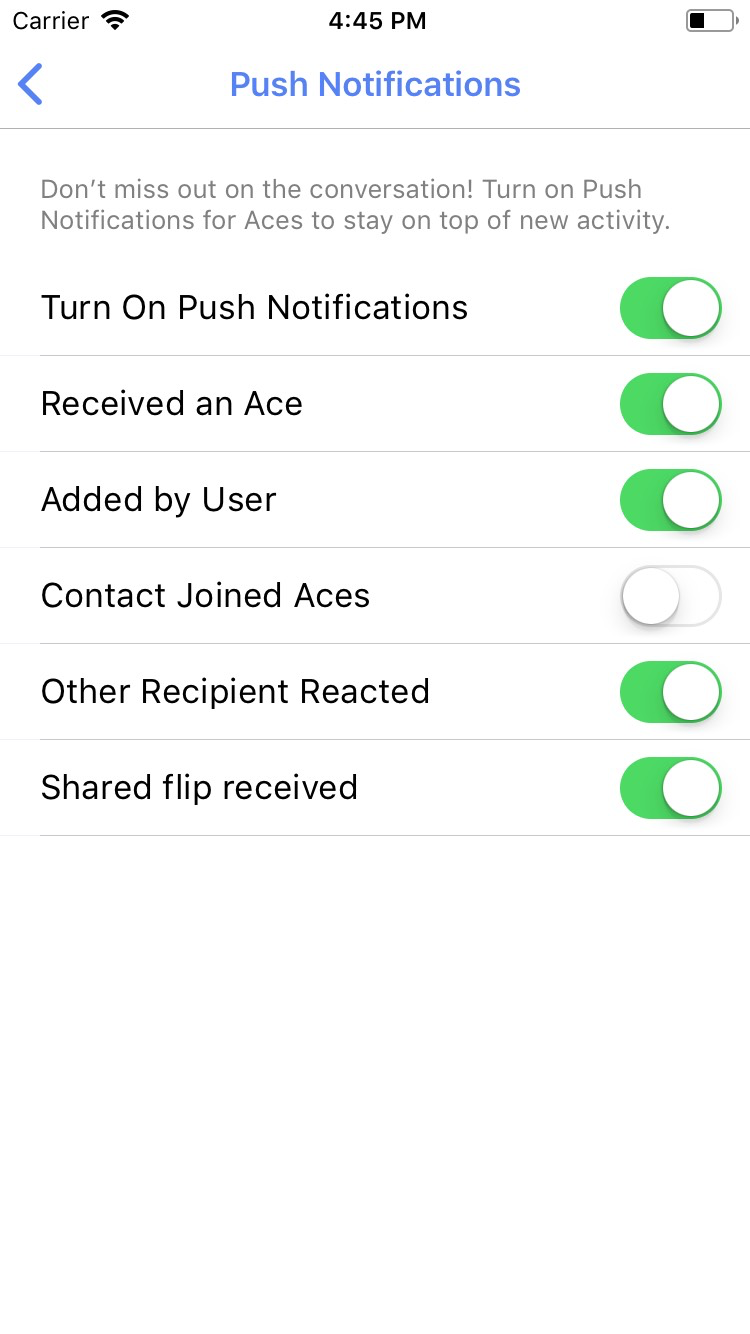 Carrier
4:45 PM
Push Notifications
Don’t miss out on the conversation! Turn on Push
Notifications for Aces to stay on top of new activity.
Turn On Push Notifications
Received an Ace
Added by User
Contact Joined Aces
Other Recipient Reacted
Shared flip received